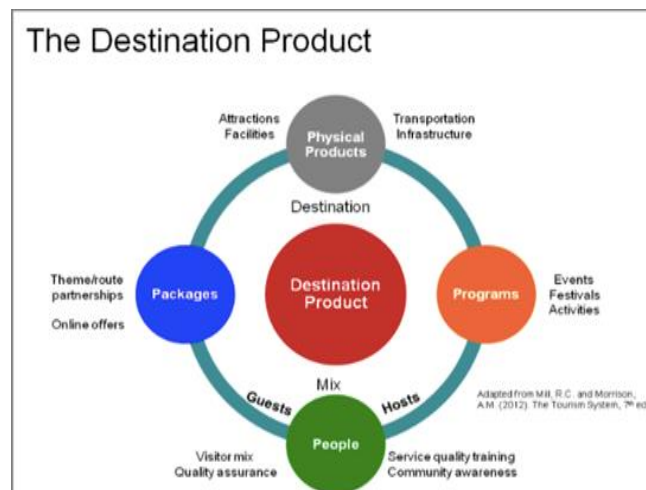 The Destination Product
Attractions
Facilities
Physical
Products
Transportation
Infrastructure
Destination
Theme/route
partnerships
Online offers
Packages
Destination
Product
Programs
Events
Festivals
Activities
Mix
Guests
Hosts
Adapted from Mill, R.C. and Morrison,
A.M. (2012). The Tourism System, 7th ed
People
Visitor mix
Quality assurance
Service quality training
Community awareness